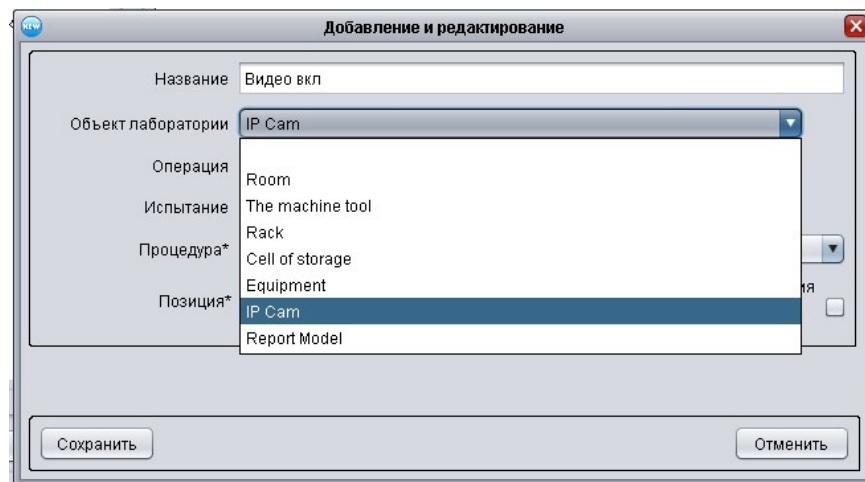 NEW
Добавление и редактирование
Название Видео вкл
Объект лаборатории IP Cam
Операция
Room
Испытание The machine tool
Rack
Процедура*
Cell of storage
Equipment
Позиция* IP Cam
Report Model
Сохранить Отменить